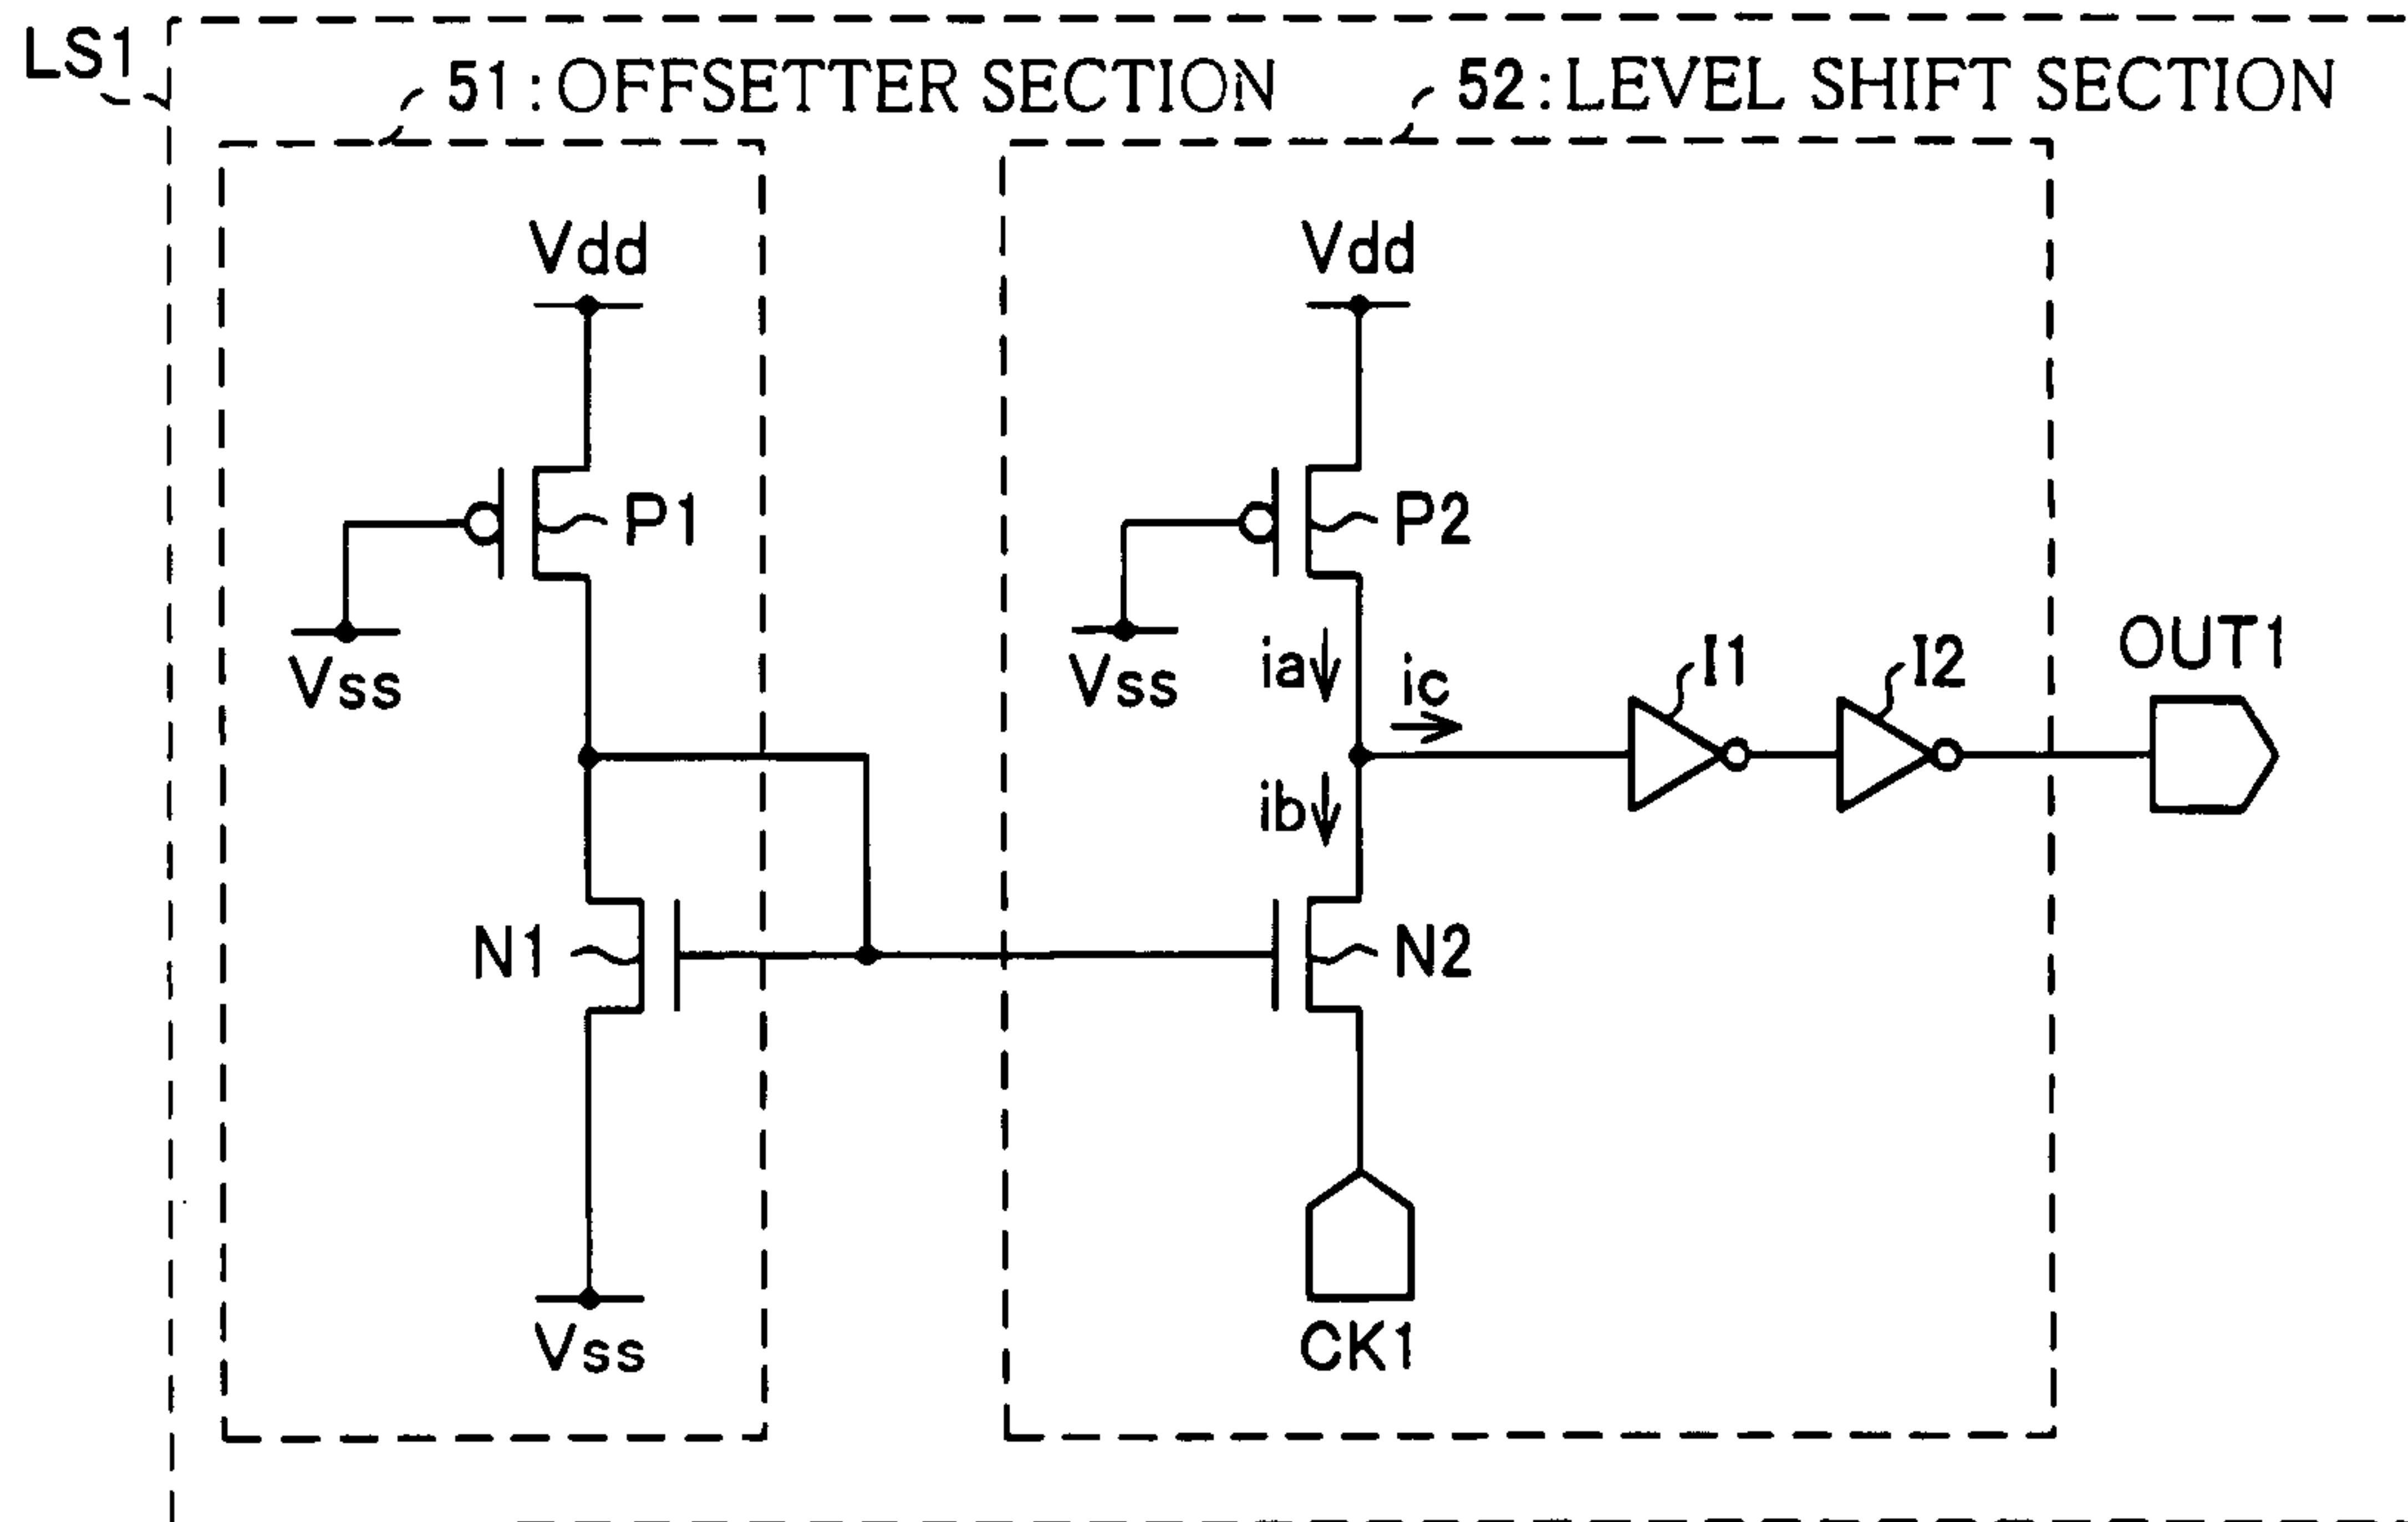 LS1
51:OFFSETTER SECTION
52:LEVEL SHIFT SECTION
Vdd
Vdd
P1
P2
Vss
Vss
ia
ic
I1
I2
OUT1
ib
N1
N2
Vss
CK1